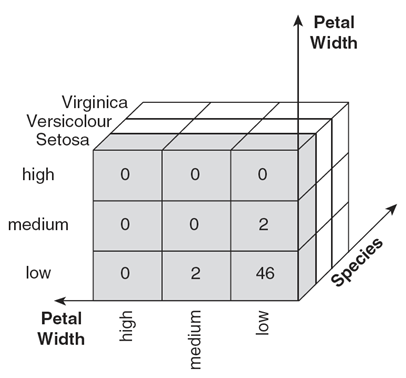 Petal
Width
Virginica
Versicolour
Setosa
high 0 0 0
medium 0 0 2
low 0 2 46
Species
Petal
Width
high
medium
low